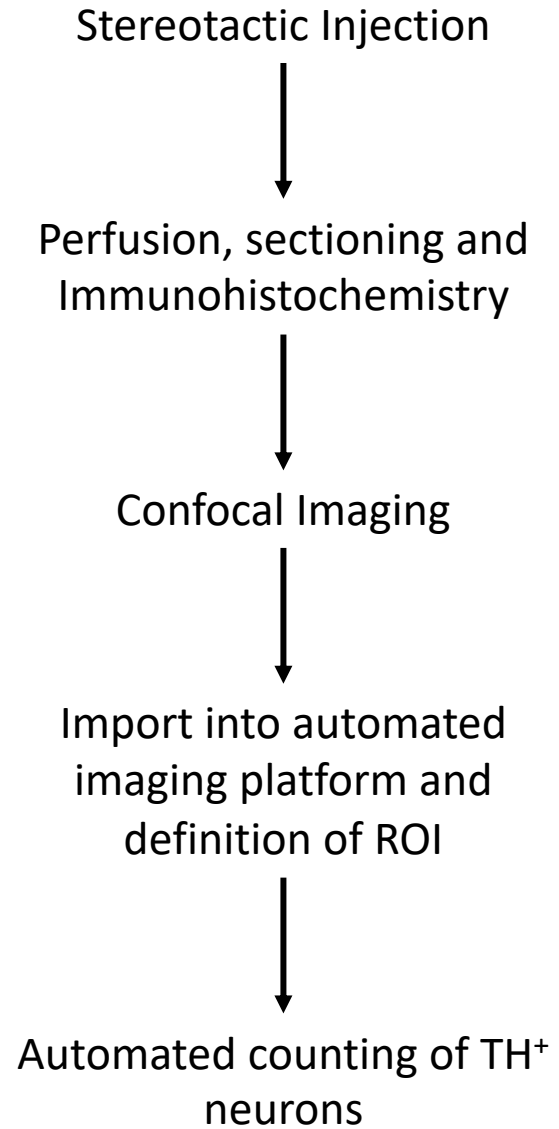 Stereotactic Injection
Perfusion, sectioning and
Immunohistochemistry
Confocal Imaging
Import into automated
imaging platform and
definition of ROI
Automated counting of TH⁺
neurons